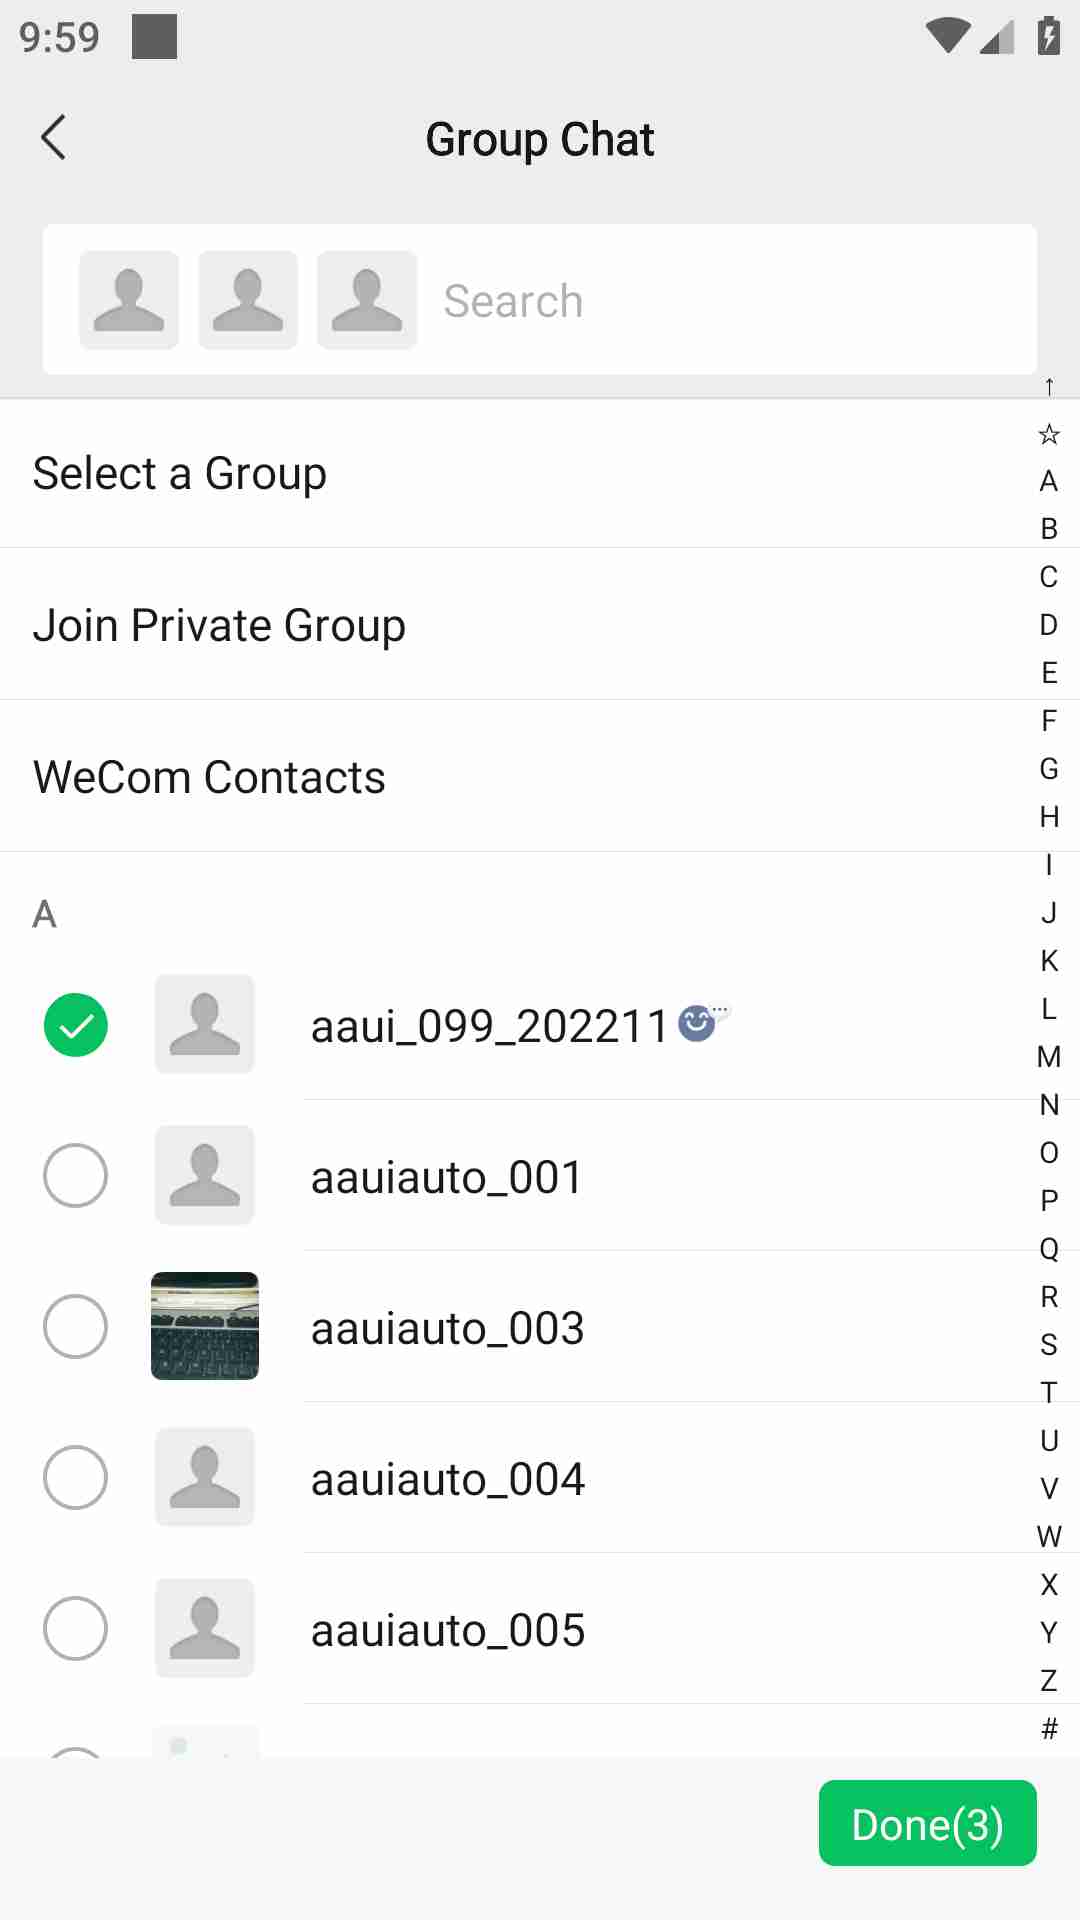 9:59
Group Chat
Search
↑
☆
Select a Group
A
B
C
Join Private Group
D
E
F
WeCom Contacts
G
H
I
A
J
K
L
aaui_099_202211
M
N
O
aauiauto_001
P
Q
R
aauiauto_003
S
T
U
aauiauto_004
V
W
X
aauiauto_005
Y
Z
#
Done(3)